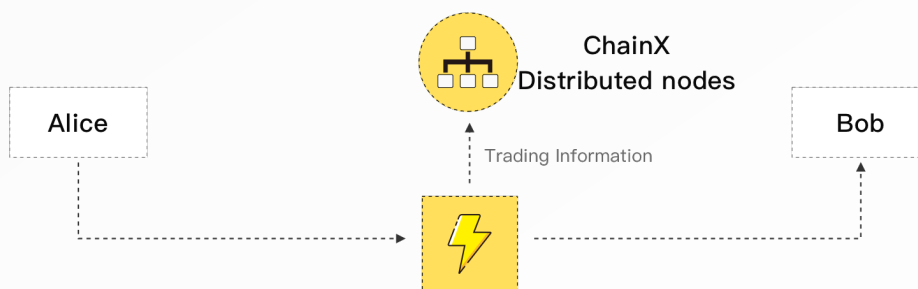 ChainX
Distributed nodes
Alice
Bob
Trading Information